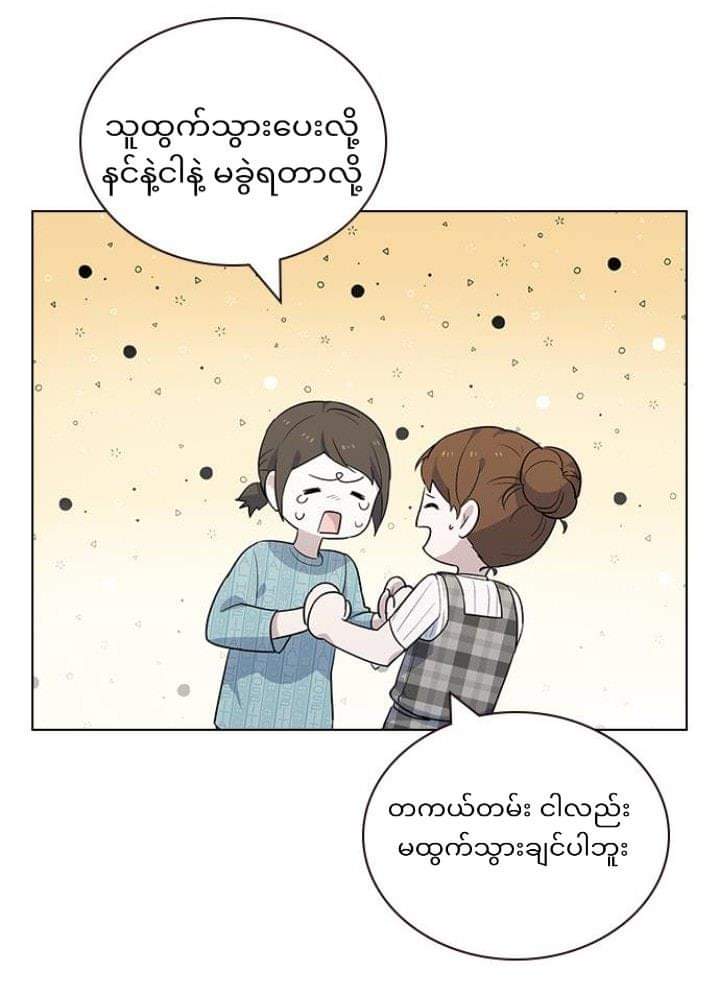 သူထွက်သွားပေးလို့
နင်နဲ့ငါနဲ့ မခွဲရတာလို့
တကယ်တမ်း ငါလည်း
မထွက်သွားချင်ပါဘူး